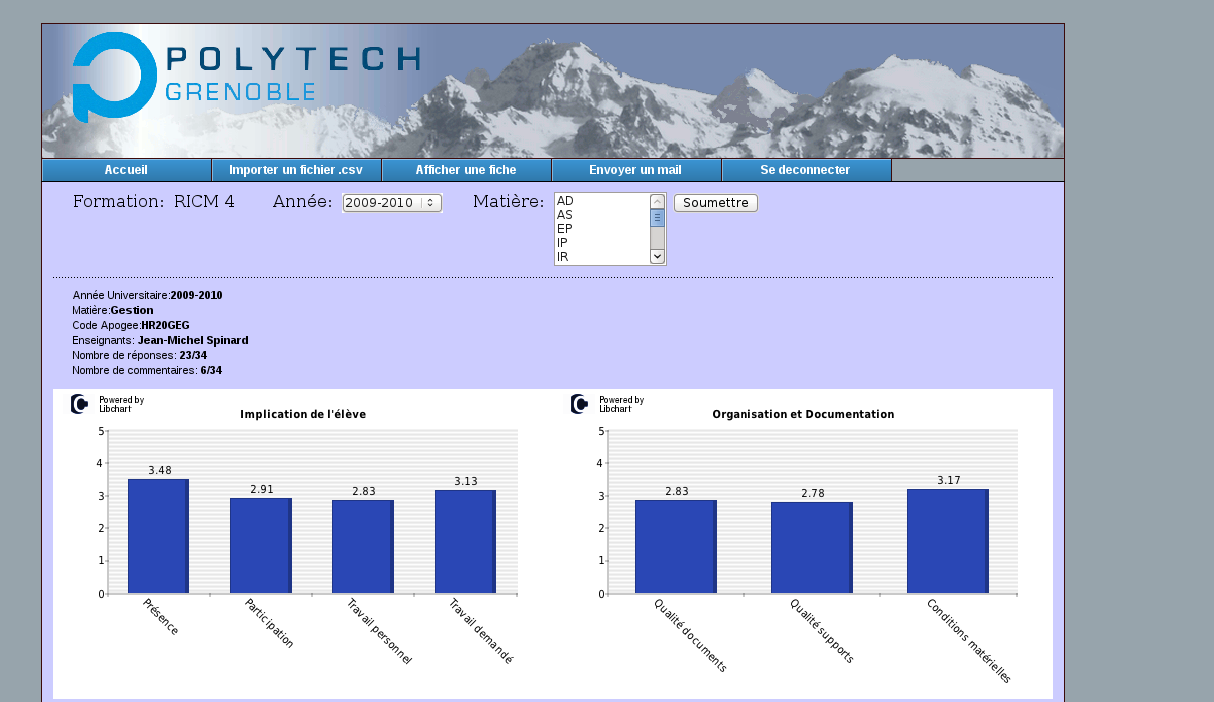 POLYTECH
GRENOBLE
Accueil Importer un fichier .csv Afficher une fiche Envoyer un mail Se deconnecter
Formation: RICM 4 Année: 2009-2010 Matière: AD Soumettre
AS
EP
IP
IR
Année Universitaire:2009-2010
Matière:Gestion
Code Apogee:HR20GEG
Enseignants: Jean-Michel Spinard
Nombre de réponses: 23/34
Nombre de commentaires: 6/34
Powered by
Libchart
Implication de l'élève
5
4
3
2
1
0
3.48
2.91
2.83
3.13
Présence
Participation
Travail personnel
Travail demandé
Powered by
Libchart
Organisation et Documentation
5
4
3
2
1
0
2.83
2.78
3.17
Qualité documents
Qualité supports
Conditions matérielles